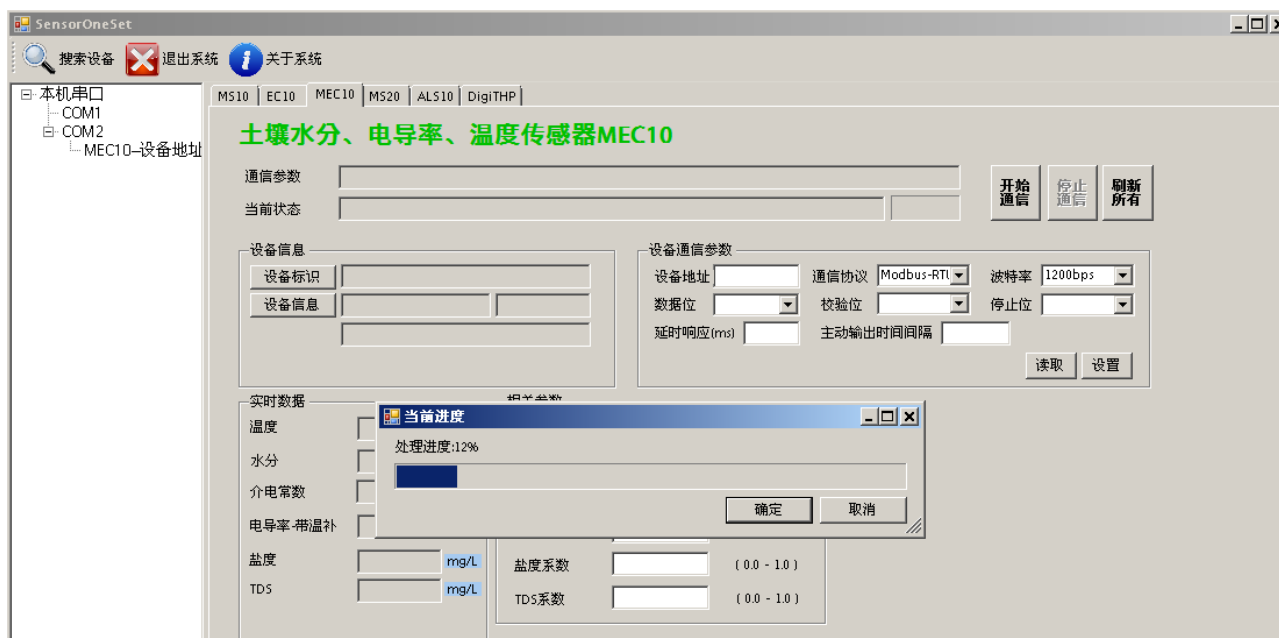 SensorOneSet
搜索设备 退出系统 关于系统
本机串口
COM1
COM2
MEC10–设备地址
MS10 EC10 MEC10 MS20 ALS10 DigiTHP
土壤水分、电导率、温度传感器MEC10
通信参数
当前状态
开始
通信
停止
通信
刷新
所有
设备信息
设备标识
设备信息
设备通信参数
设备地址 通信协议 Modbus-RTU 波特率 1200bps
数据位 校验位 停止位
延时响应(ms) 主动输出时间间隔
读取 设置
实时数据
温度
水分
介电常数
电导率-带温补
盐度 mg/L
TDS mg/L
相关参数
当前进度
处理进度:12%
确定 取消
盐度系数 ( 0.0 - 1.0 )
TDS系数 ( 0.0 - 1.0 )